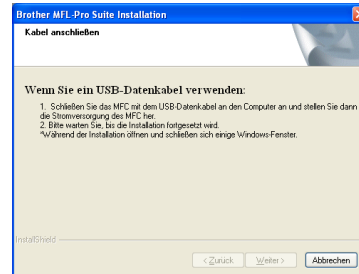 Brother MFL-Pro Suite Installation
Kabel anschließen
Wenn Sie ein USB-Datenkabel verwenden:
1. Schließen Sie das MFC mit dem USB-Datenkabel an den Computer an und stellen Sie dann
die Stromversorgung des MFC her.
2. Bitte warten Sie, bis die Installation fortgesetzt wird.
*Während der Installation öffnen und schließen sich einige Windows-Fenster.
InstallShield
< Zurück Weiter > Abbrechen